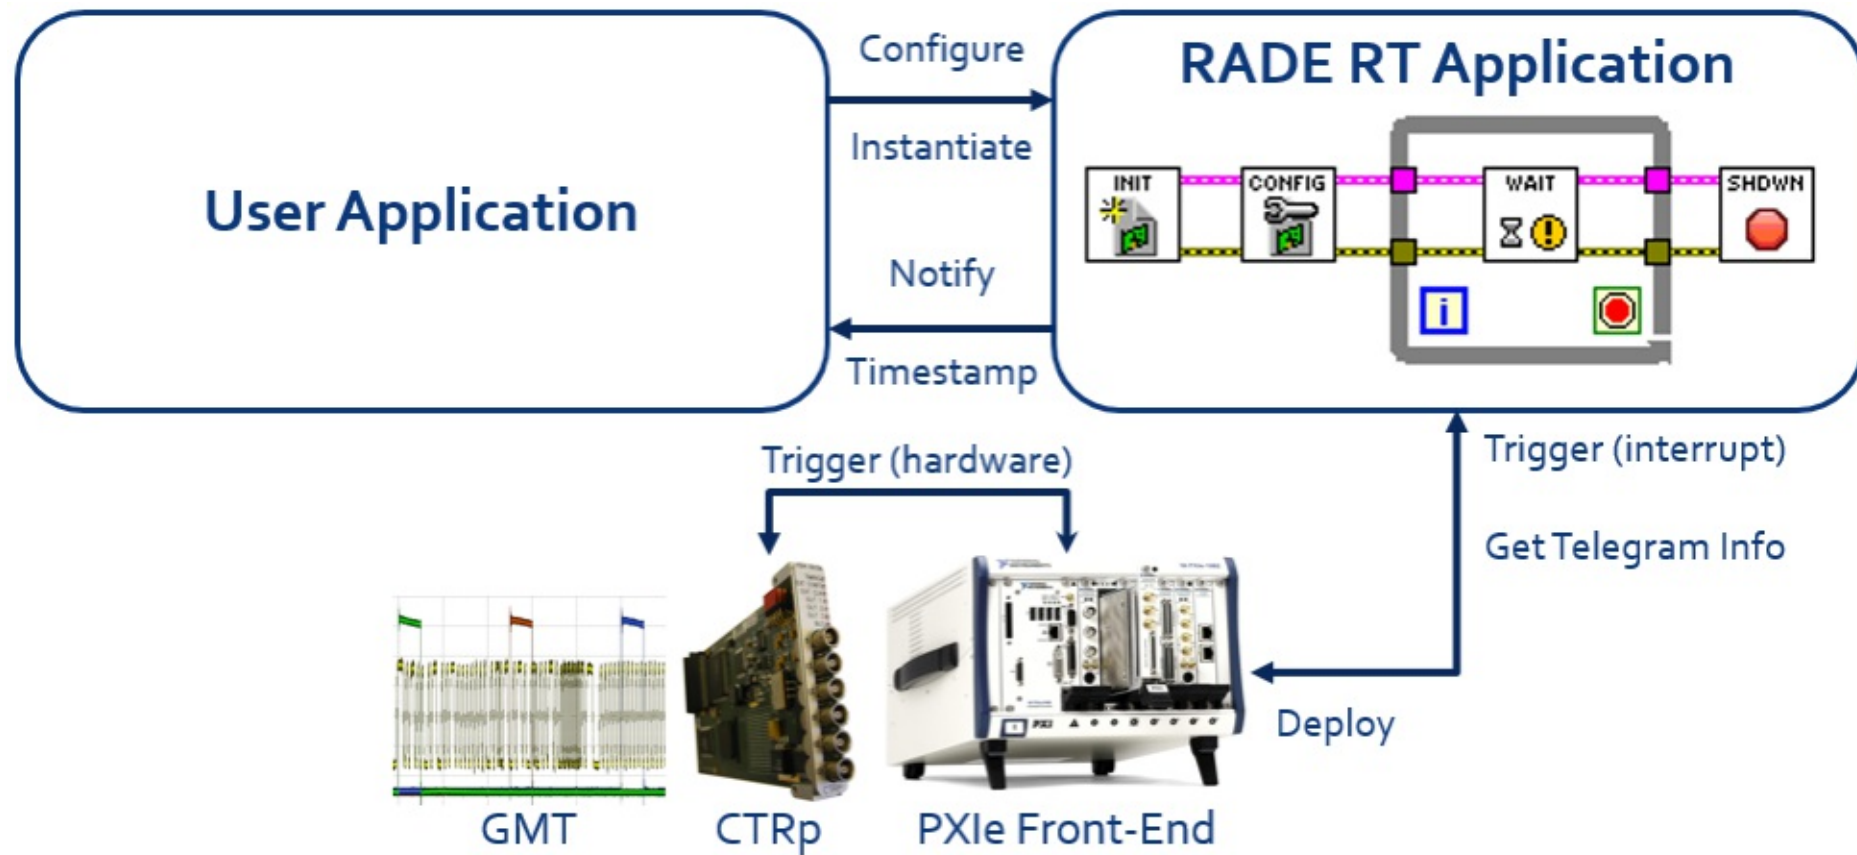 Configure
RADE RT Application
Instantiate
User Application
INIT
CONFIG
WAIT
SHDWN
i
Notify
Timestamp
Trigger (hardware)
Trigger (interrupt)
Get Telegram Info
Deploy
PXI
GMT
CTRp
PXIe Front-End